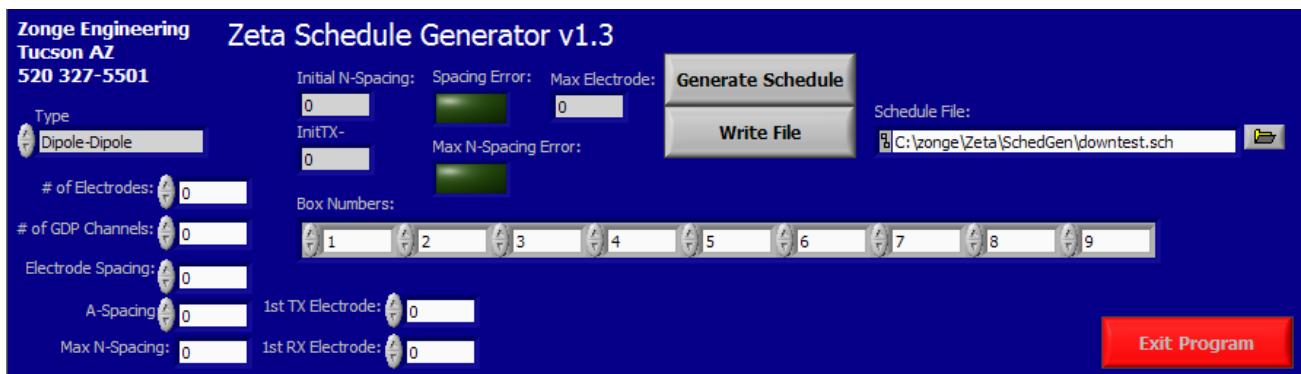 Zonge Engineering
Tucson AZ
520 327-5501
Zeta Schedule Generator v1.3
Initial N-Spacing:
0
InitTX-
0
Spacing Error:
Max N-Spacing Error:
Max Electrode:
0
Generate Schedule
Write File
Schedule File:
C:\zonge\Zeta\SchedGen\downtest.sch
Type
Dipole-Dipole
# of Electrodes: 0
# of GDP Channels: 0
Electrode Spacing: 0
A-Spacing 0
Max N-Spacing: 0
Box Numbers:
1 2 3 4 5 6 7 8 9
1st TX Electrode: 0
1st RX Electrode: 0
Exit Program